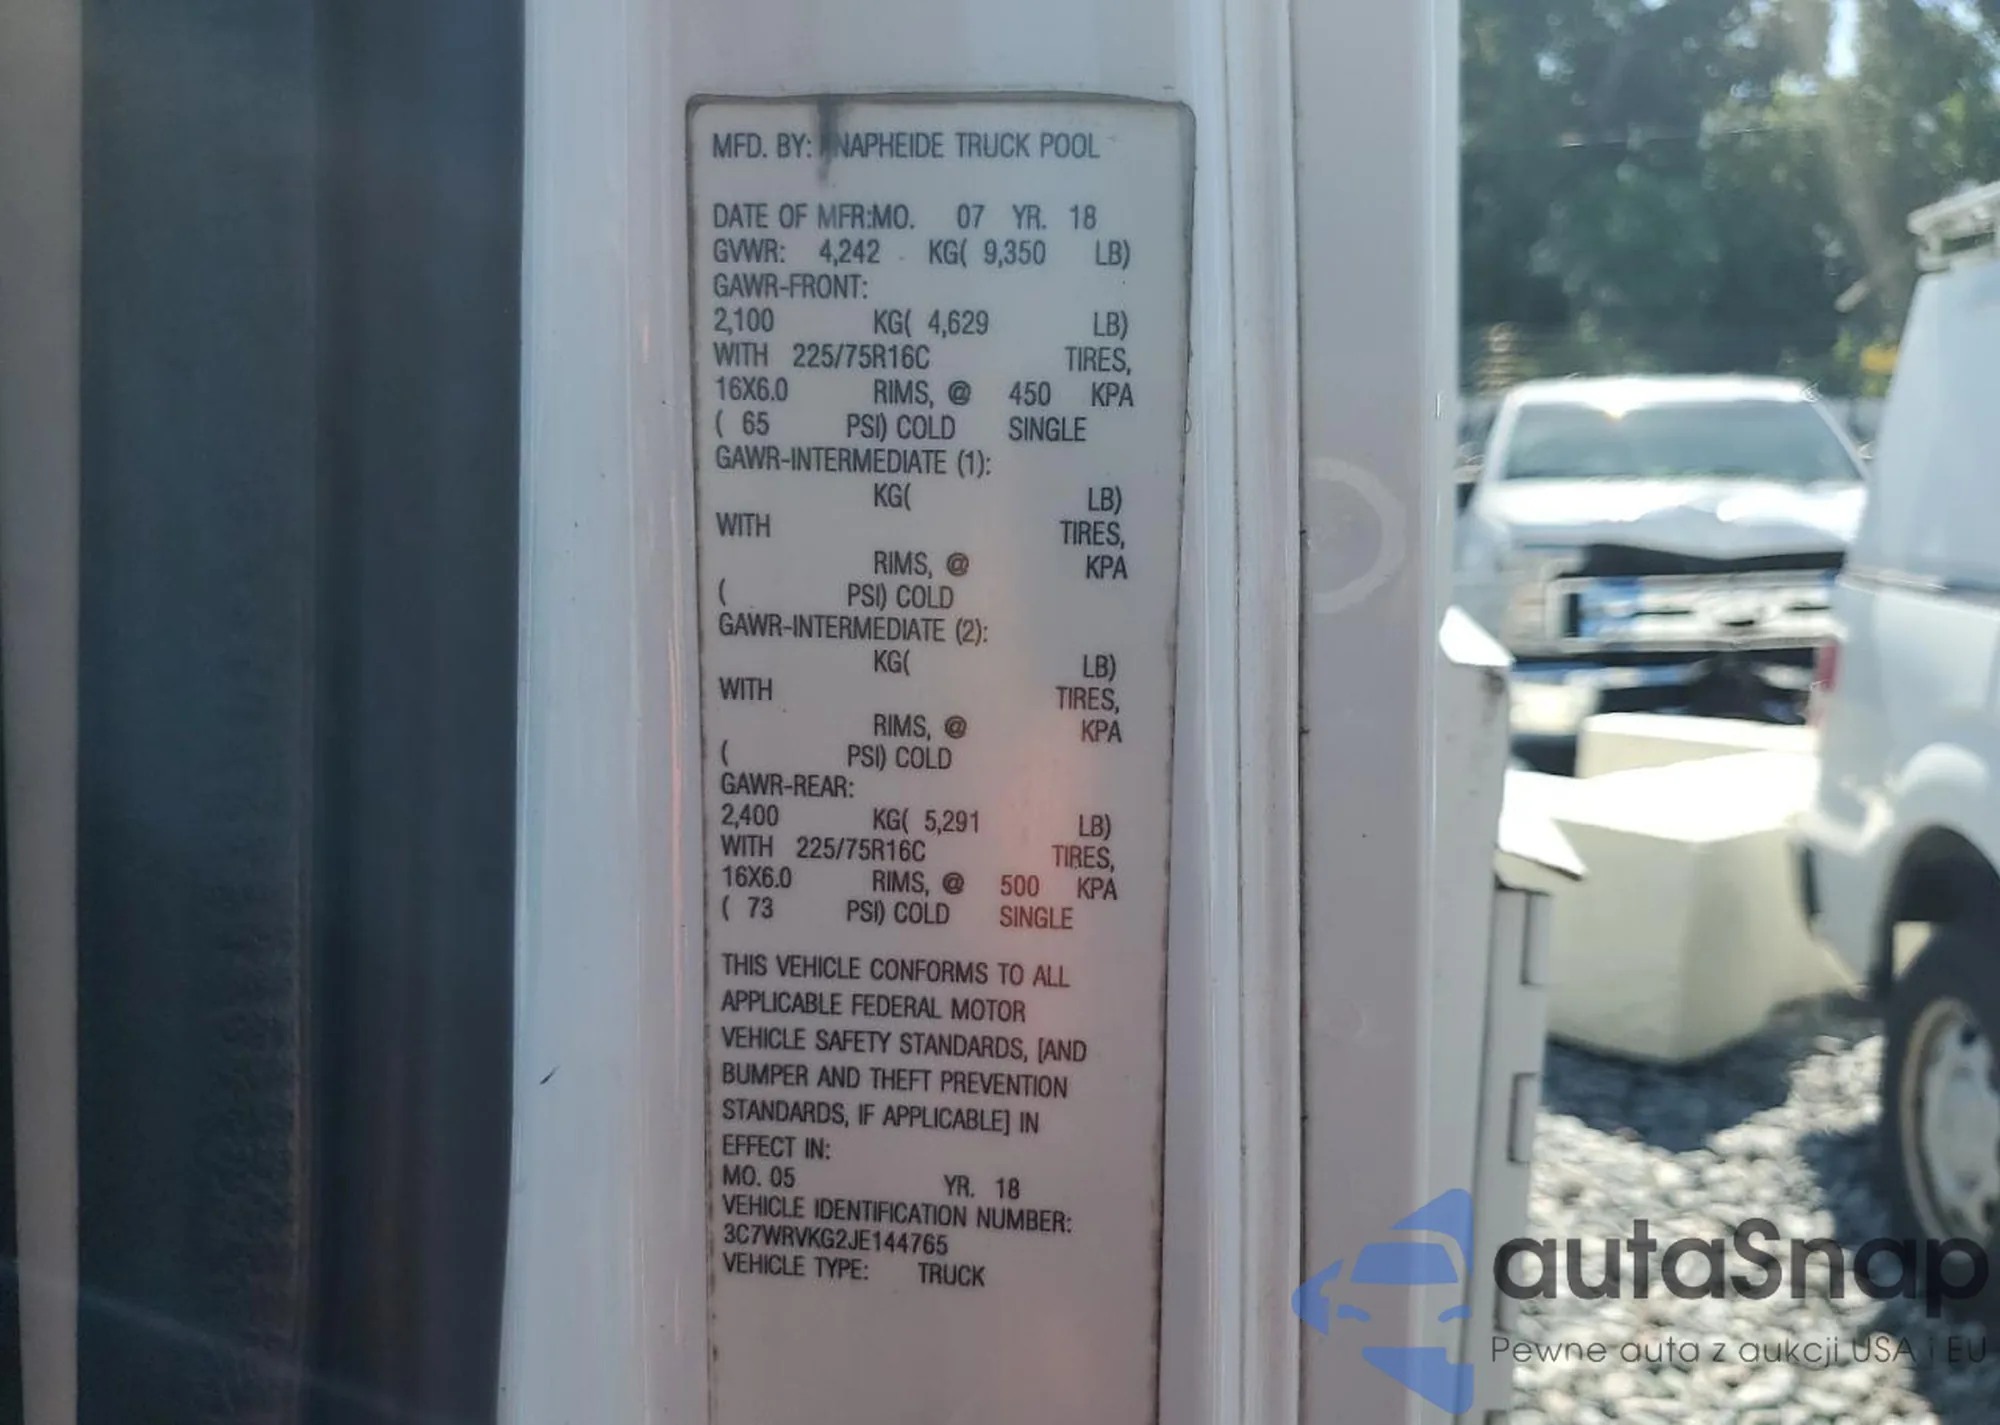 MFD. BY: KNAPHEIDE TRUCK POOL
DATE OF MFR:MO. 07 YR. 18
GVWR: 4,242 KG( 9,350 LB)
GAWR-FRONT:
2,100 KG( 4,629 LB)
WITH 225/75R16C TIRES,
16X6.0 RIMS, @ 450 KPA
( 65 PSI) COLD SINGLE
GAWR-INTERMEDIATE (1):
KG( LB)
WITH TIRES,
RIMS, @ KPA
( PSI) COLD
GAWR-INTERMEDIATE (2):
KG( LB)
WITH TIRES,
RIMS, @ KPA
( PSI) COLD
GAWR-REAR:
2,400 KG( 5,291 LB)
WITH 225/75R16C TIRES,
16X6.0 RIMS, @ 500 KPA
( 73 PSI) COLD SINGLE
THIS VEHICLE CONFORMS TO ALL
APPLICABLE FEDERAL MOTOR
VEHICLE SAFETY STANDARDS, [AND
BUMPER AND THEFT PREVENTION
STANDARDS, IF APPLICABLE] IN
EFFECT IN:
MO. 05 YR. 18
VEHICLE IDENTIFICATION NUMBER:
3C7WRVKG2JE144765
VEHICLE TYPE: TRUCK
autaSnap
Pewne auta z aukcji USA i EU